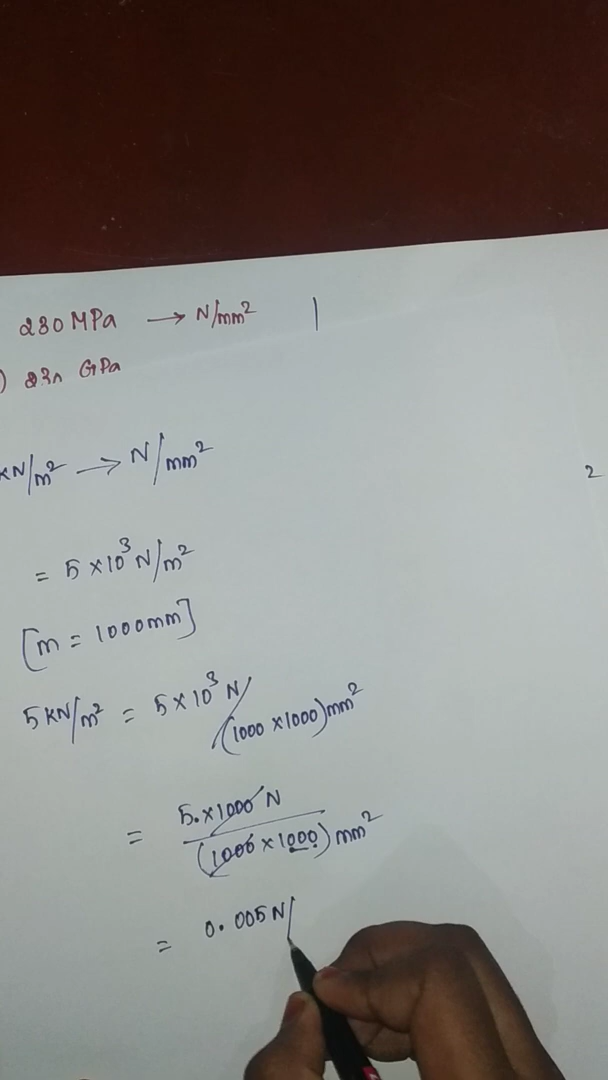 230 MPa → N/mm²
) 230 GPa
KN/m² → N/mm²
2
= 5 × 10³ N/m²
[m = 1000mm]
5 KN/m² = 5 × 10³ N/(1000 × 1000) mm²
= 5. × 1000 N / (1000 × 1000) mm²
= 0.005 N/